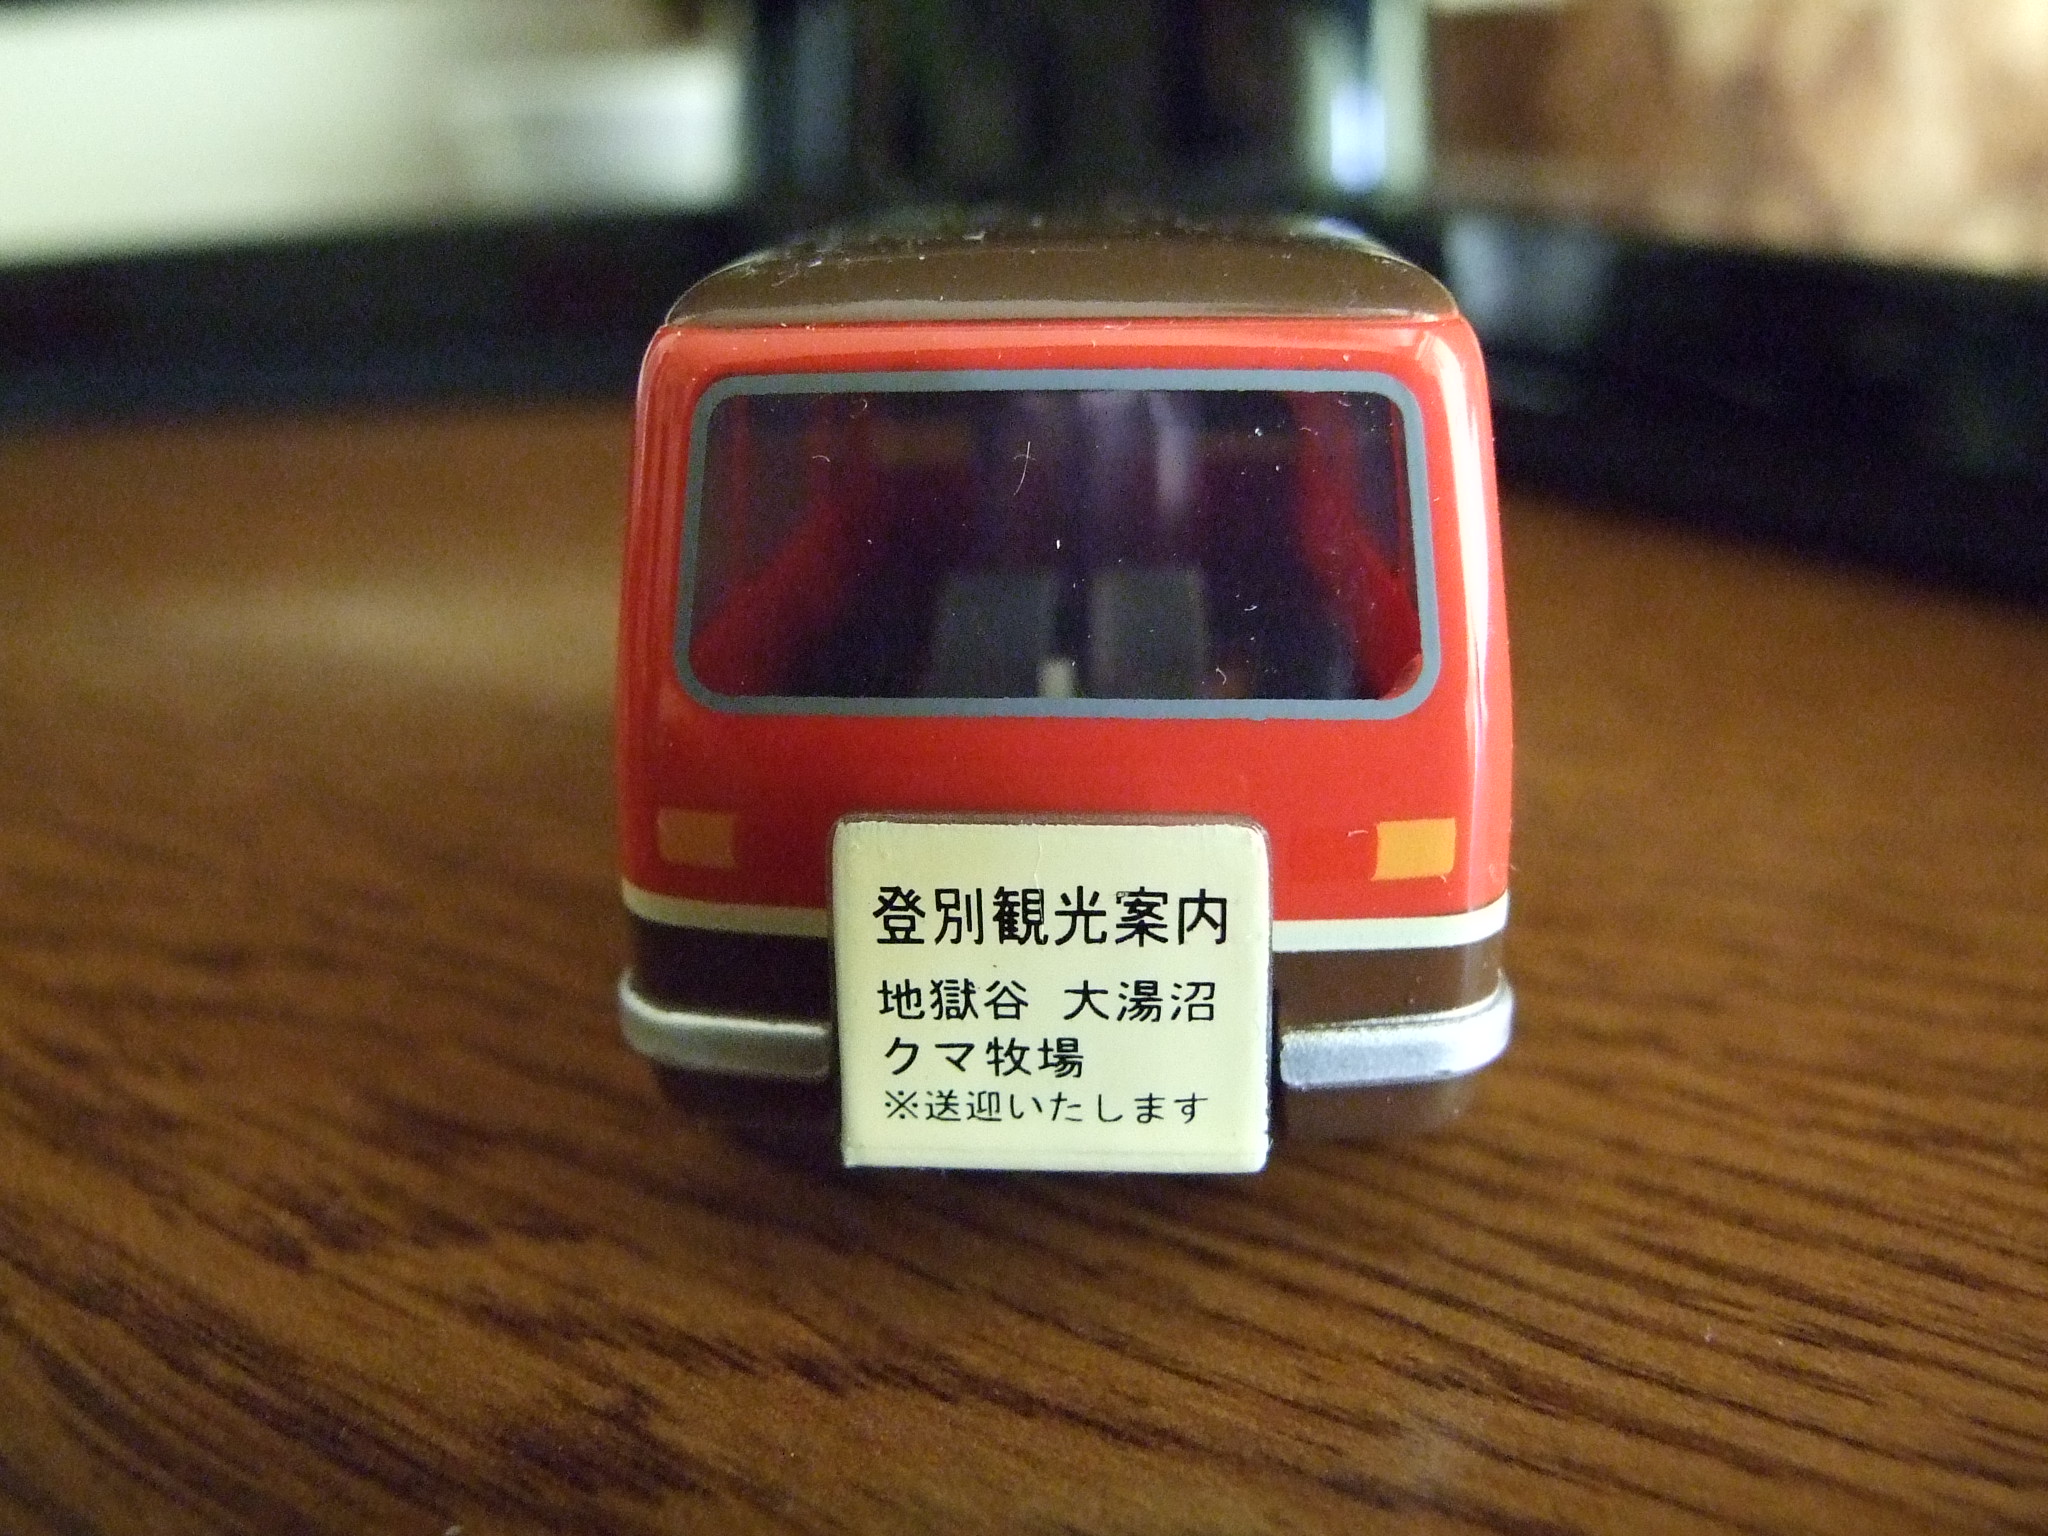 登別観光案内
地獄谷 大湯沼
クマ牧場
※送迎いたします